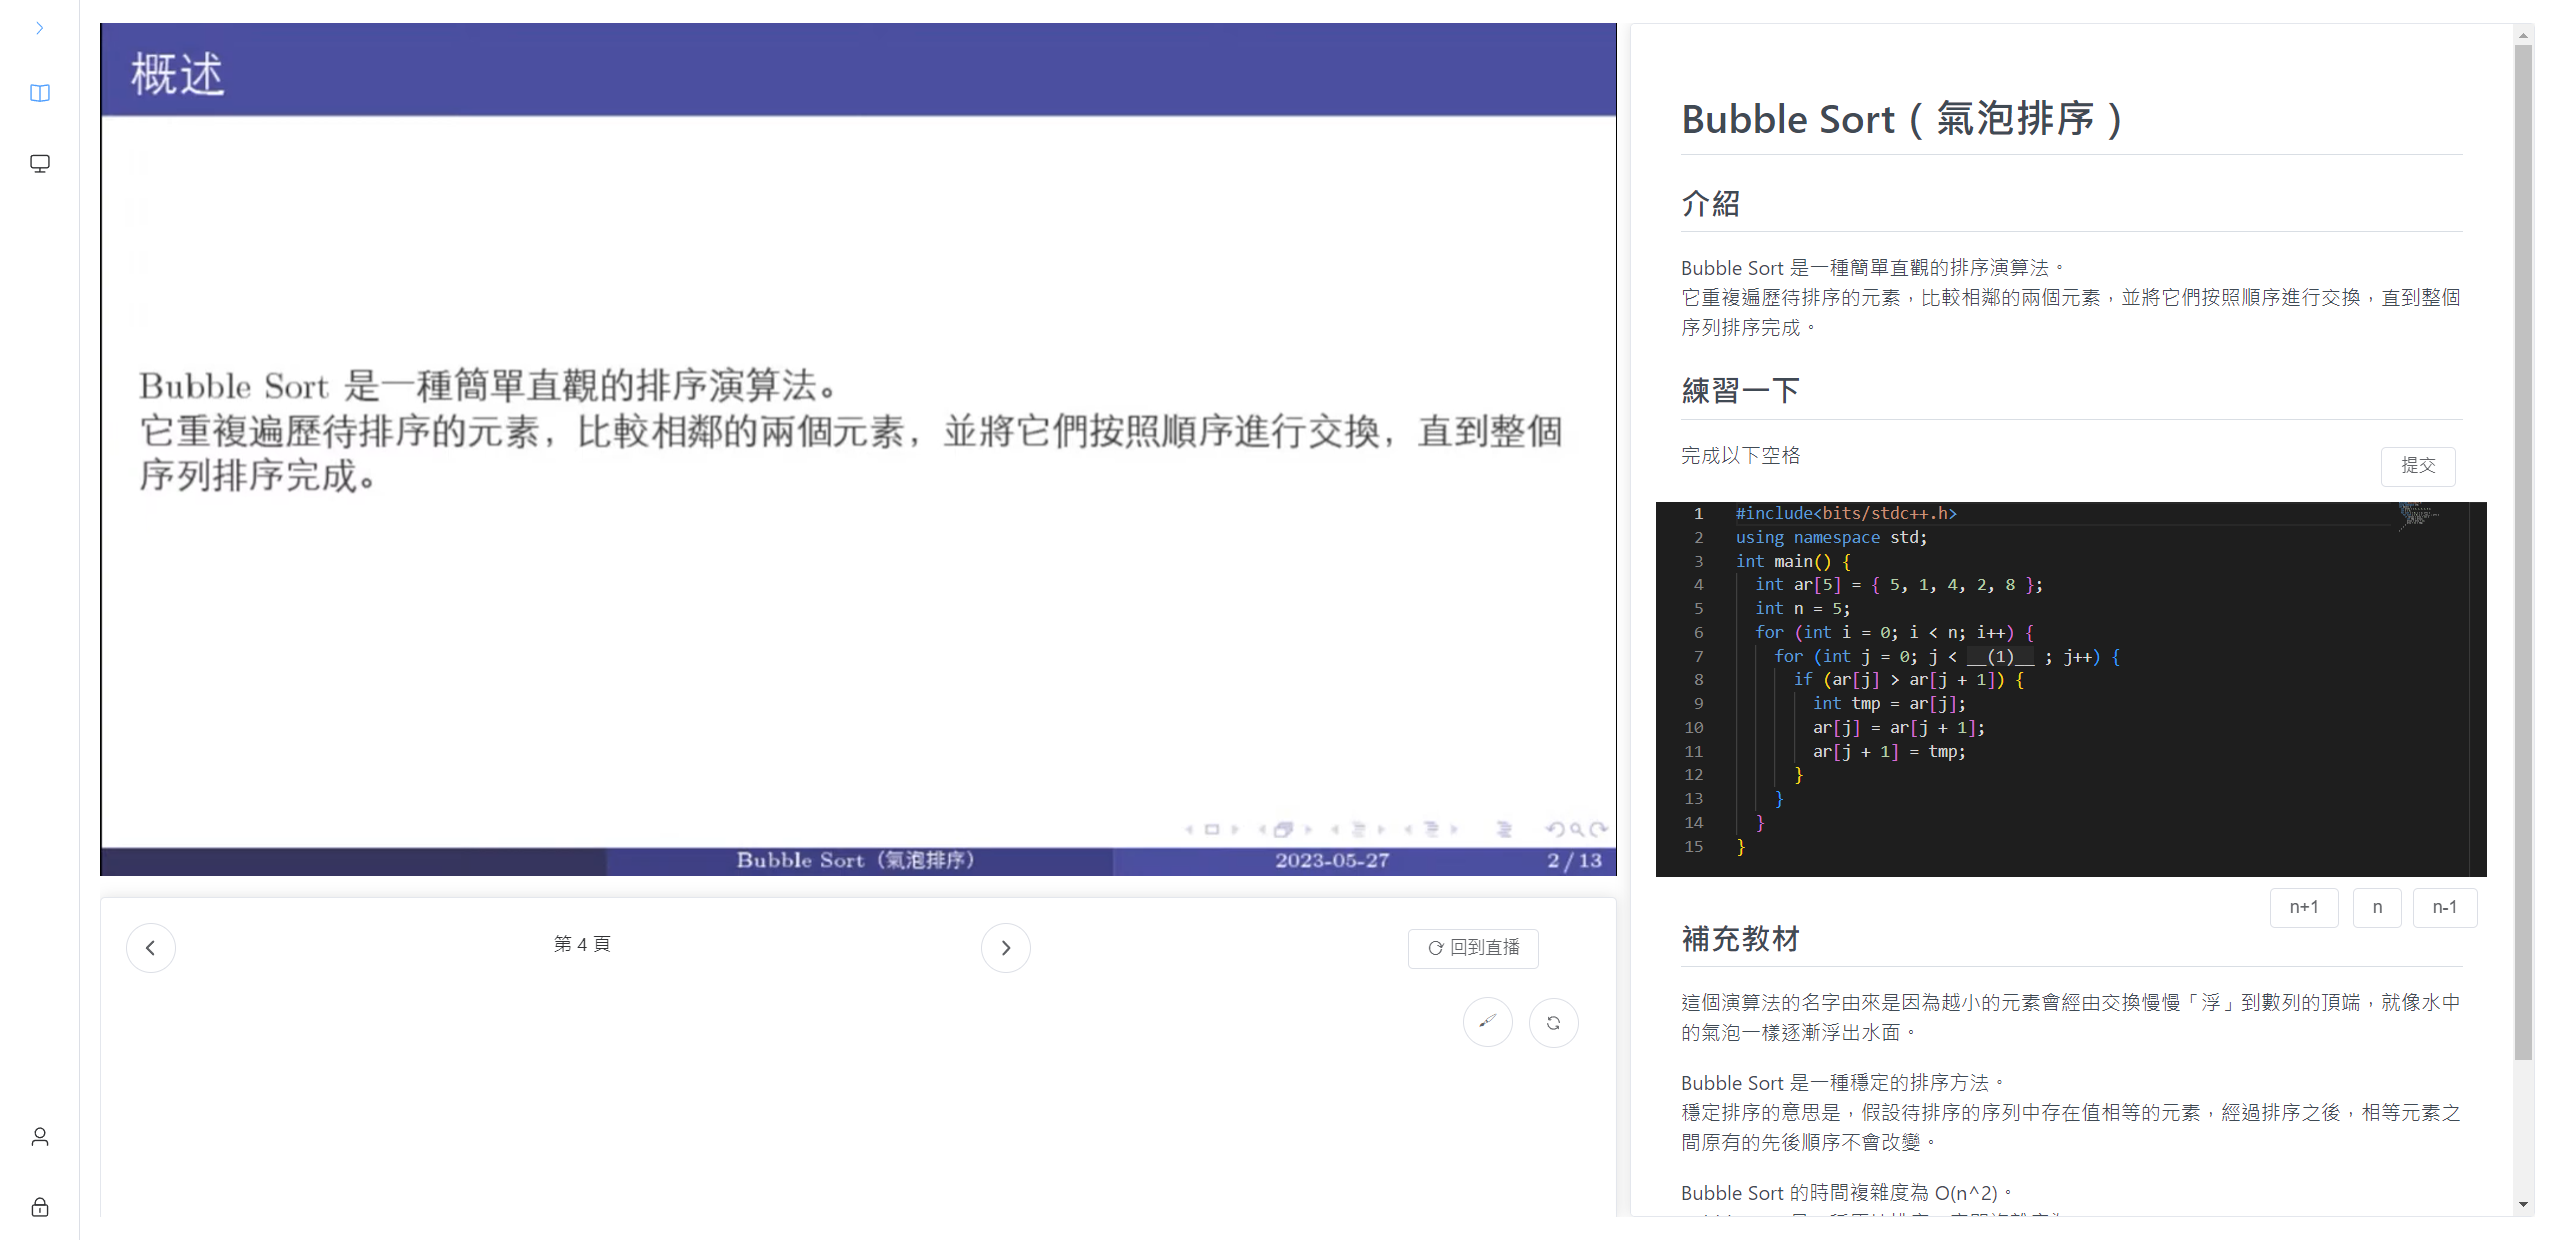 概述
Bubble Sort 是一種簡單直觀的排序演算法。
它重複遍歷待排序的元素，比較相鄰的兩個元素，並將它們按照順序進行交換，直到整個
序列排序完成。
Bubble Sort（氣泡排序）
2023-05-27
2 / 13
第 4 頁
回到直播
Bubble Sort（氣泡排序）
介紹
Bubble Sort 是一種簡單直觀的排序演算法。
它重複遍歷待排序的元素，比較相鄰的兩個元素，並將它們按照順序進行交換，直到整個
序列排序完成。
練習一下
完成以下空格
提交
1 #include<bits/stdc++.h>
2 using namespace std;
3 int main() {
4 int ar[5] = { 5, 1, 4, 2, 8 };
5 int n = 5;
6 for (int i = 0; i < n; i++) {
7 for (int j = 0; j < __(1)__ ; j++) {
8 if (ar[j] > ar[j + 1]) {
9 int tmp = ar[j];
10 ar[j] = ar[j + 1];
11 ar[j + 1] = tmp;
12 }
13 }
14 }
15 }
n+1
n
n-1
補充教材
這個演算法的名字由來是因為越小的元素會經由交換慢慢「浮」到數列的頂端，就像水中
的氣泡一樣逐漸浮出水面。
Bubble Sort 是一種穩定的排序方法。
穩定排序的意思是，假設待排序的序列中存在值相等的元素，經過排序之後，相等元素之
間原有的先後順序不會改變。
Bubble Sort 的時間複雜度為 O(n^2)。